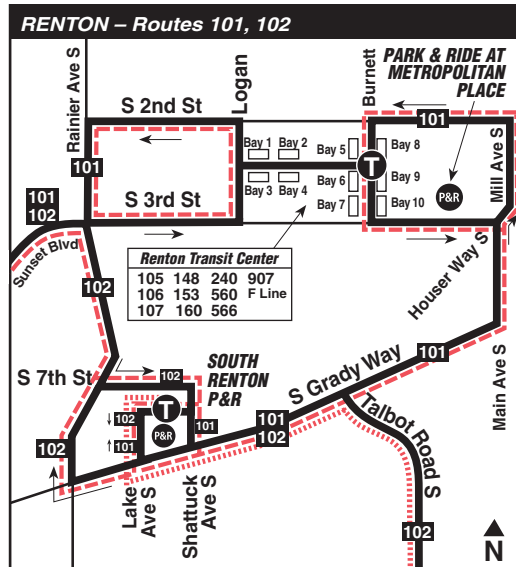 RENTON – Routes 101, 102
Rainier Ave S
Logan
Burnett
PARK & RIDE AT
METROPOLITAN
PLACE
S 2nd St
101
Mill Ave S
Bay 1
Bay 2
Bay 5
Bay 8
T
101
Bay 3
Bay 4
Bay 6
Bay 9
P&R
S 3rd St
Bay 7
Bay 10
101
102
Sunset Blvd
Houser Way S
Renton Transit Center
105 148 240 907
106 153 560 F Line
107 160 566
102
Main Ave S
S 7th St
102
SOUTH
RENTON
P&R
S Grady Way
101
T
102
P&R
101
101
101
102
102
Talbot Road S
Lake
Ave S
Shattuck
Ave S
102
N